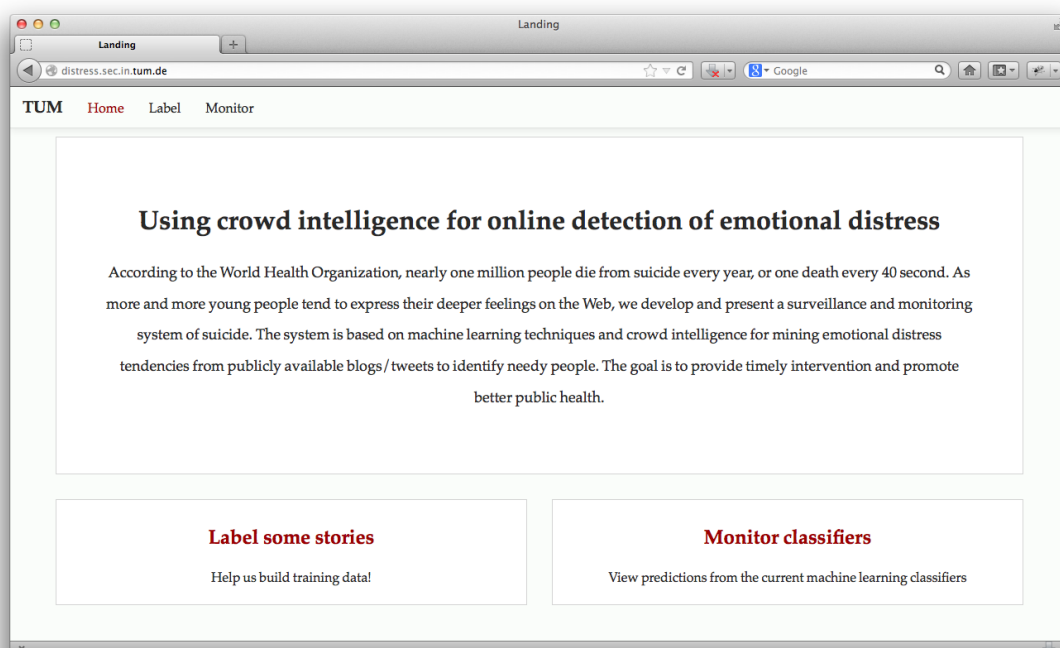 Landing
Landing
distress.sec.in.tum.de
Google
TUM Home Label Monitor
Using crowd intelligence for online detection of emotional distress
According to the World Health Organization, nearly one million people die from suicide every year, or one death every 40 second. As
more and more young people tend to express their deeper feelings on the Web, we develop and present a surveillance and monitoring
system of suicide. The system is based on machine learning techniques and crowd intelligence for mining emotional distress
tendencies from publicly available blogs/tweets to identify needy people. The goal is to provide timely intervention and promote
better public health.
Label some stories
Help us build training data!
Monitor classifiers
View predictions from the current machine learning classifiers